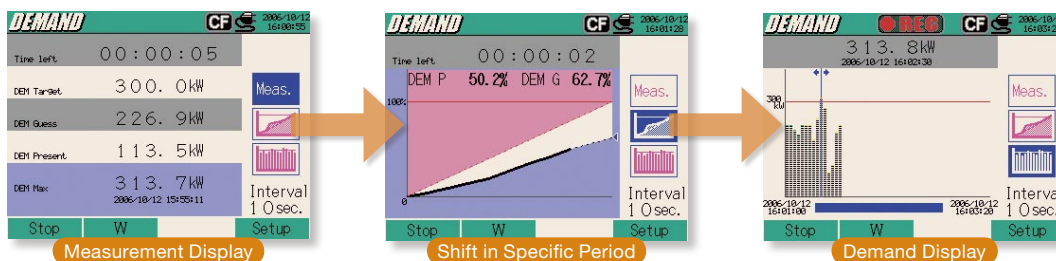 DEMAND CF 2006/10/12
16:00:55
Time left 00:00:05
DEM Target 300. 0kW
DEM Guess 226. 9kW
DEM Present 113. 5kW
DEM Max 313. 7kW
2006/10/12 15:55:11
Meas.
Interval
10sec.
Stop W Setup
Measurement Display
DEMAND CF 2006/10/12
16:01:28
Time left 00:00:02
DEM P 50.2% DEM G 62.7%
100%
0
Meas.
Interval
10sec.
Stop W Setup
Shift in Specific Period
DEMAND REC CF 2006/10/
16:03:2
313. 8kW
2006/10/12 16:02:30
300
kW
2006/10/12
16:01:00
2006/10/12
16:03:20
Meas.
Interva
10sec.
Stop W Setup
Demand Display